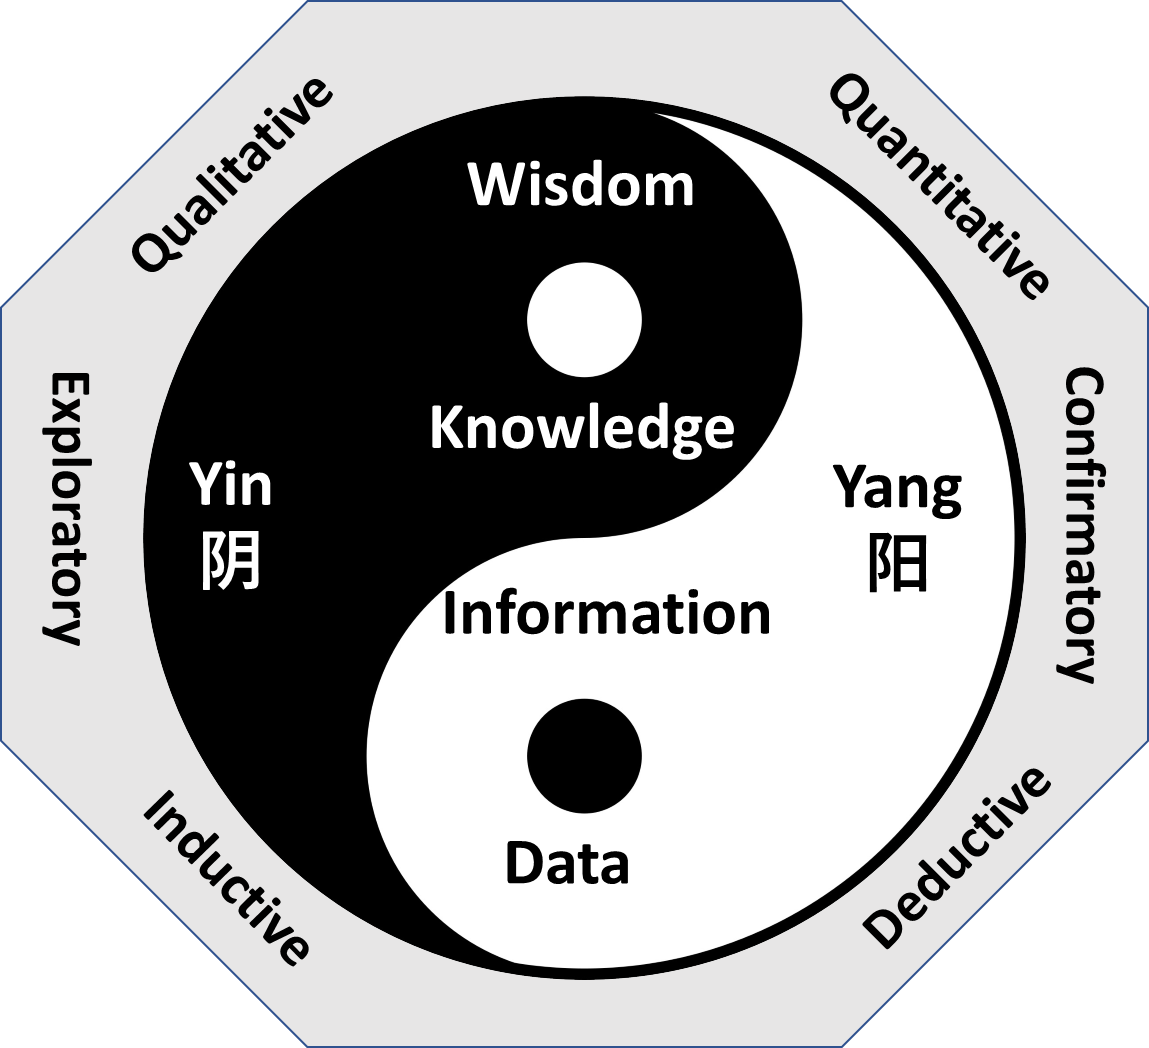 Qualitative
Quantitative
Wisdom
Knowledge
Exploratory
Yin
阴
Yang
阳
Confirmatory
Information
Data
Inductive
Deductive